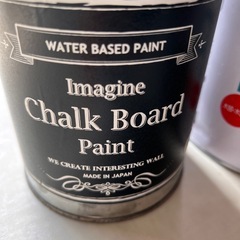 WATER BASED PAINT
Imagine
Chalk Board
Paint
WE CREATE INTERESTING WALL
MADE IN JAPAN